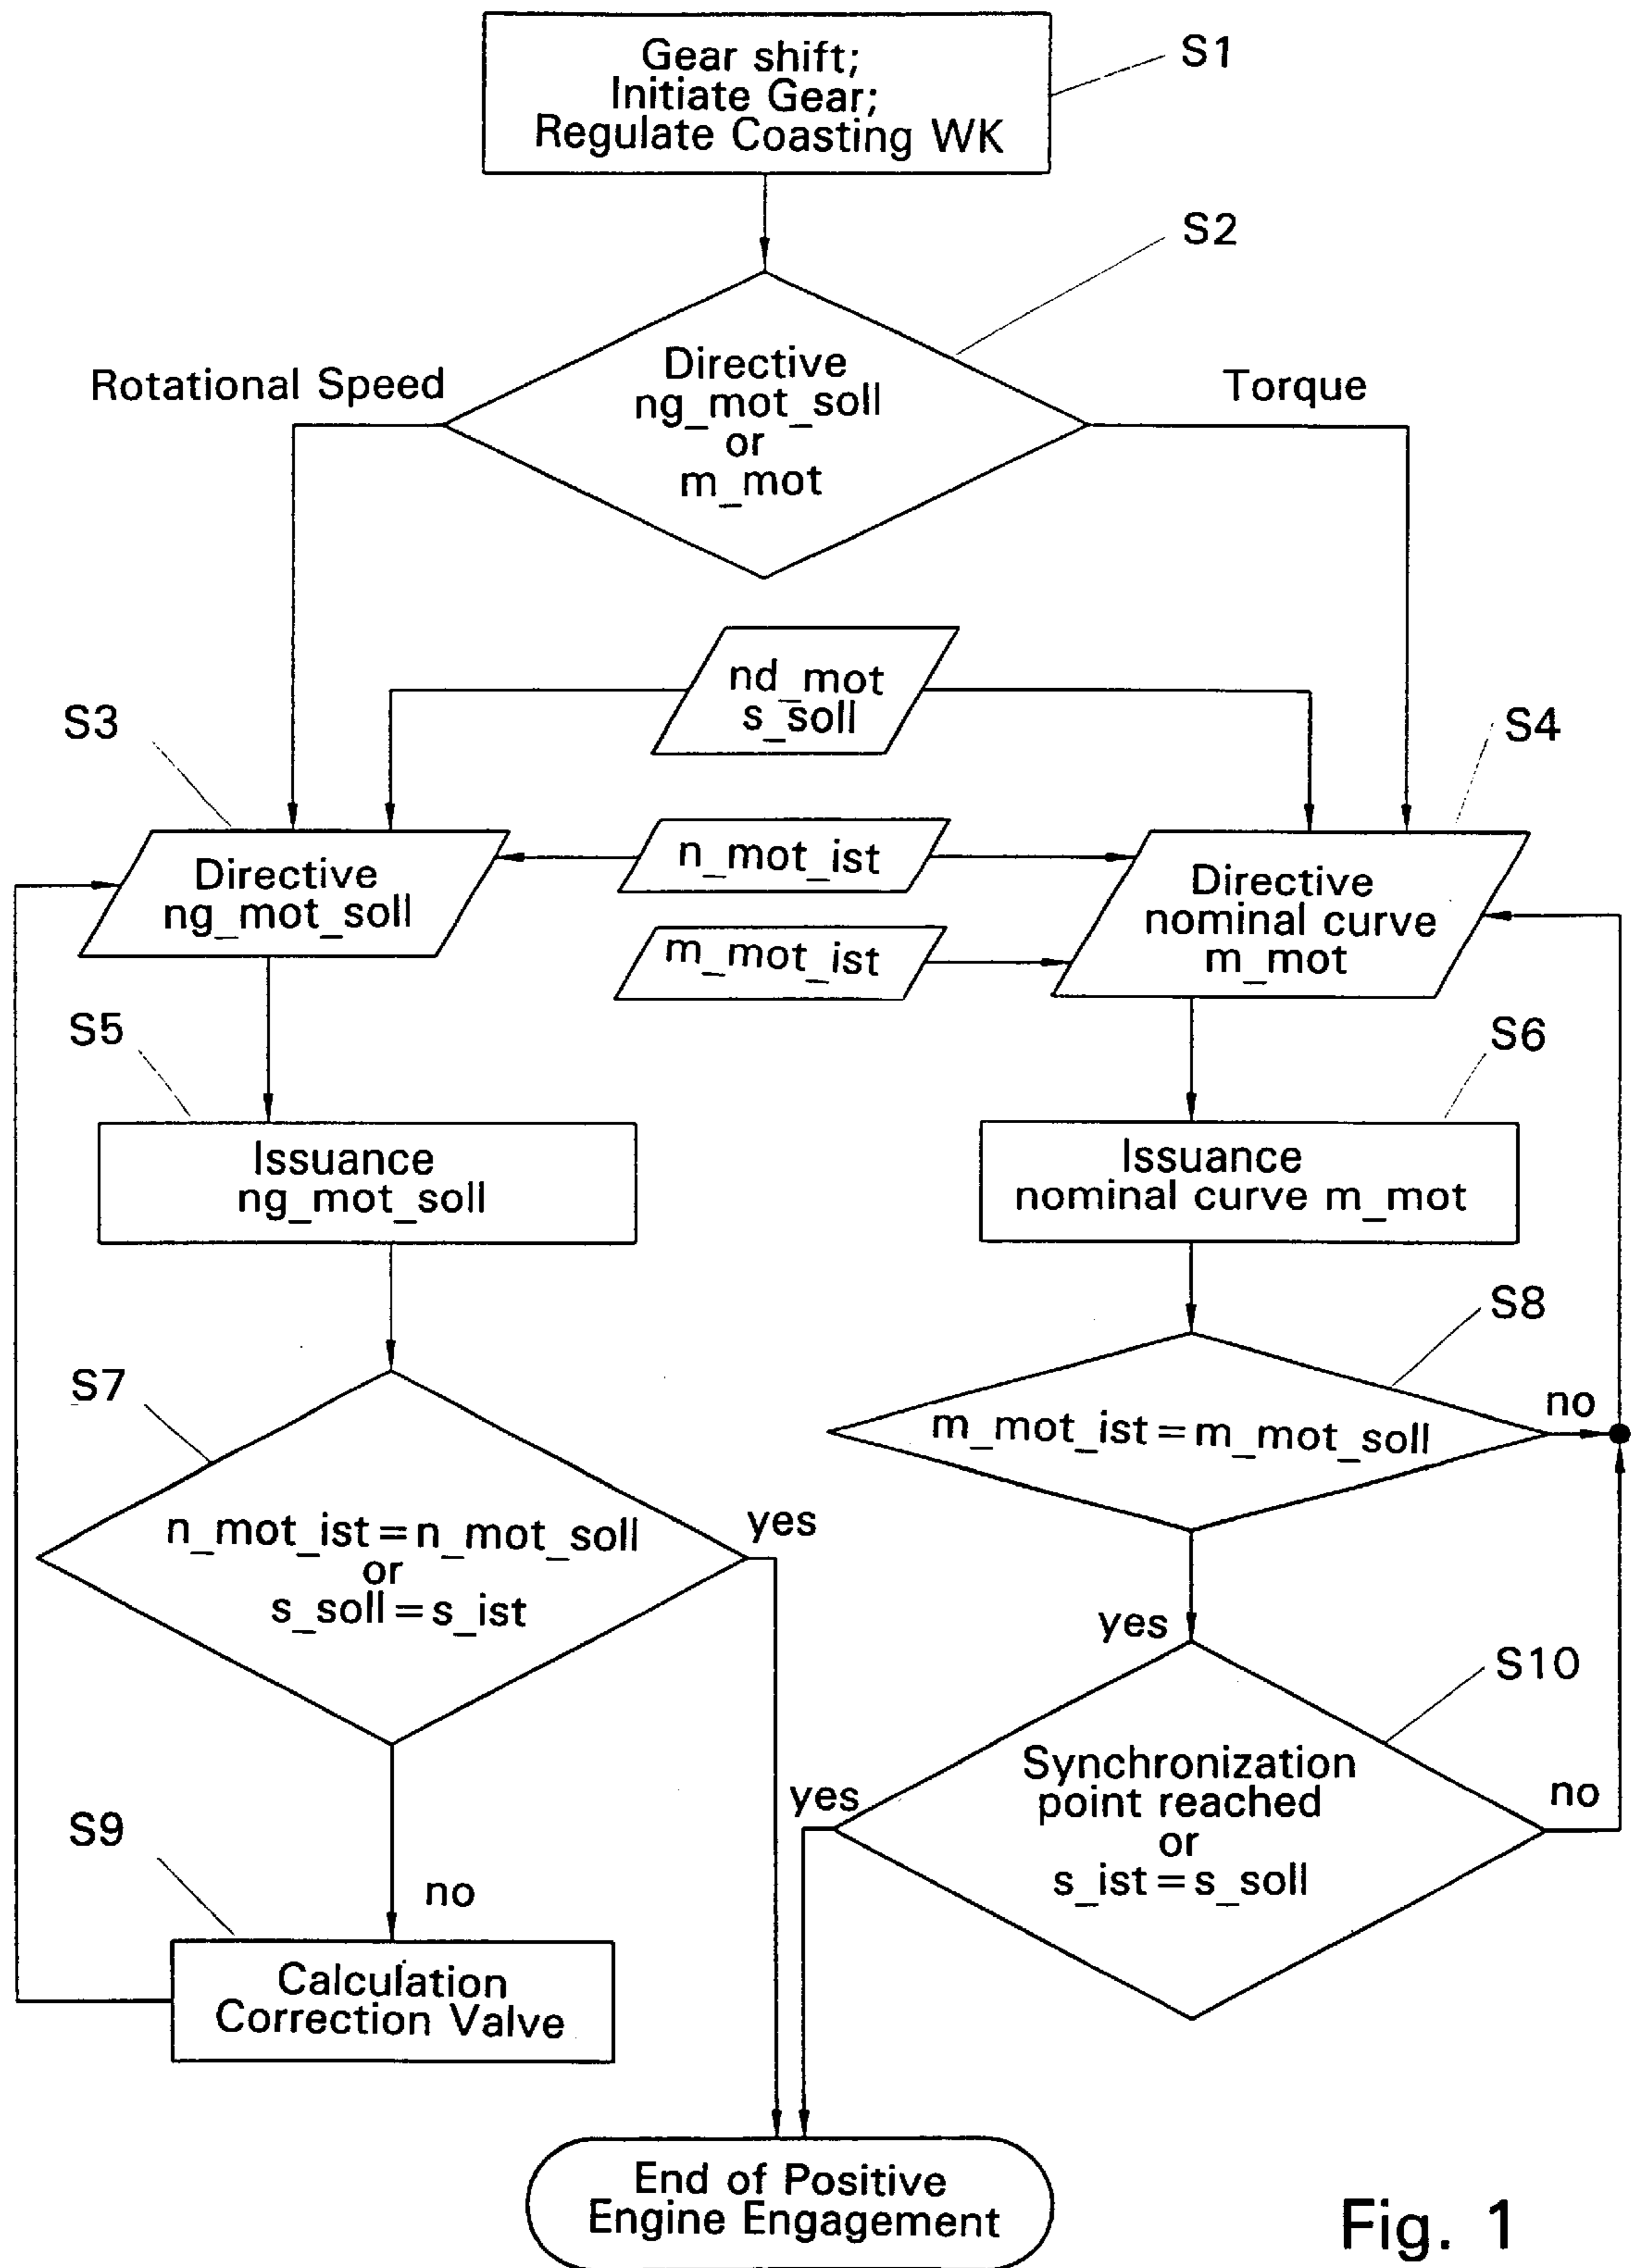 Gear shift;
Initiate Gear;
Regulate Coasting WK
S1
S2
Directive
ng_mot_soll
or
m_mot
Rotational Speed
Torque
nd_mot
s_soll
S3
S4
n_mot_ist
Directive
ng_mot_soll
Directive
nominal curve
m_mot
m_mot_ist
S5
S6
Issuance
ng_mot_soll
Issuance
nominal curve m_mot
S8
S7
no
m_mot_ist = m_mot_soll
n_mot_ist = n_mot_soll
or
s_soll = s_ist
yes
yes
S10
Synchronization
point reached
or
s_ist = s_soll
yes
no
S9
no
Calculation
Correction Valve
End of Positive
Engine Engagement
Fig. 1